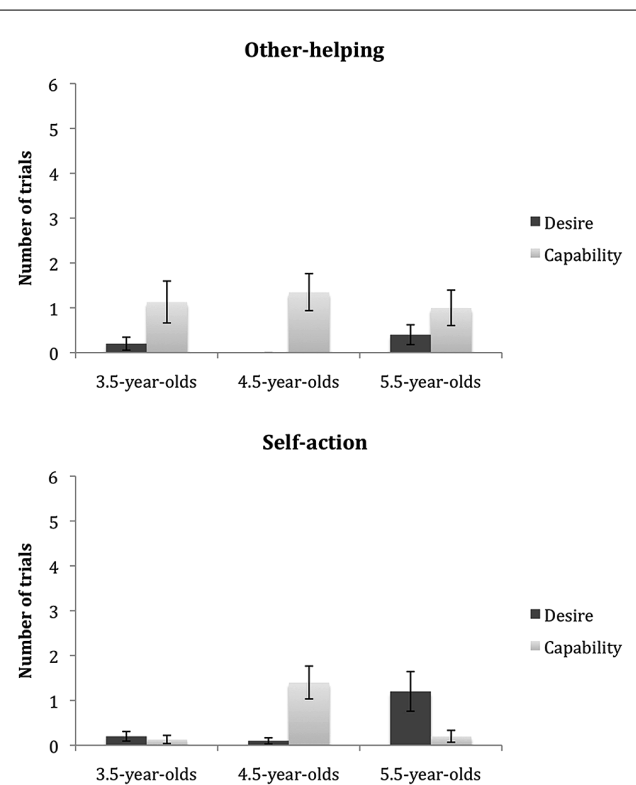 Other-helping
Number of trials
6
5
4
3
2
1
0
3.5-year-olds 4.5-year-olds 5.5-year-olds
Desire
Capability
Self-action
Number of trials
6
5
4
3
2
1
0
3.5-year-olds 4.5-year-olds 5.5-year-olds
Desire
Capability